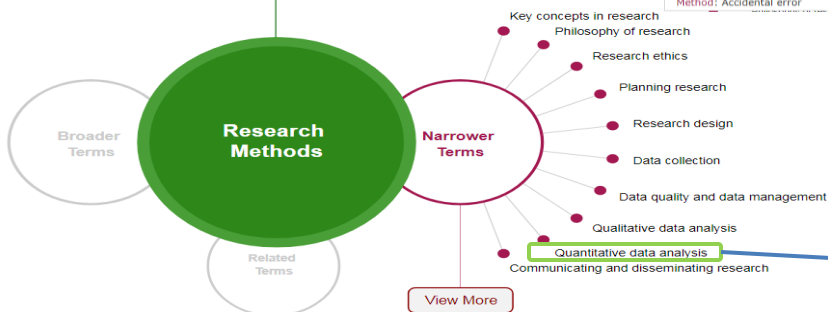 Method: Accidental error
Key concepts in research
Philosophy of research
Research ethics
Planning research
Research design
Data collection
Data quality and data management
Qualitative data analysis
Quantitative data analysis
Communicating and disseminating research
Broader
Terms
Research
Methods
Narrower
Terms
Related
Terms
View More